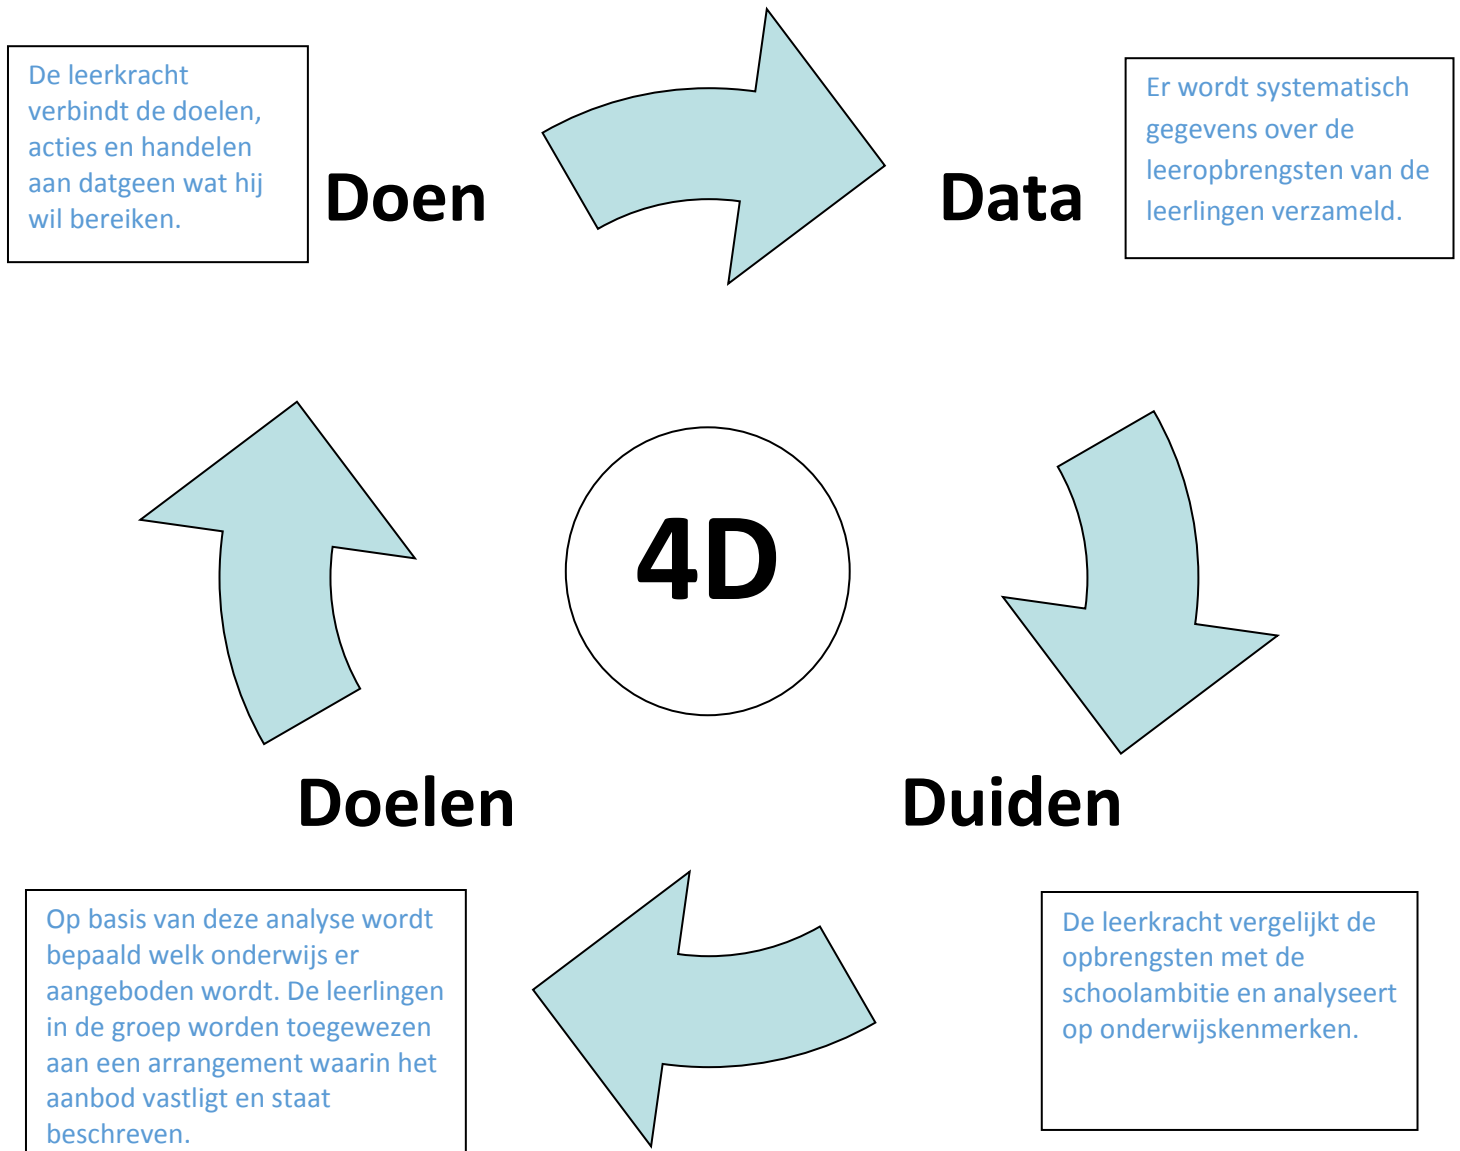 De leerkracht
verbindt de doelen,
acties en handelen
aan datgeen wat hij
wil bereiken.
Doen
Data
Er wordt systematisch
gegevens over de
leeropbrengsten van de
leerlingen verzameld.
4D
Doelen
Duiden
Op basis van deze analyse wordt
bepaald welk onderwijs er
aangeboden wordt. De leerlingen
in de groep worden toegewezen
aan een arrangement waarin het
aanbod vastligt en staat
beschreven.
De leerkracht vergelijkt de
opbrengsten met de
schoolambitie en analyseert
op onderwijskenmerken.